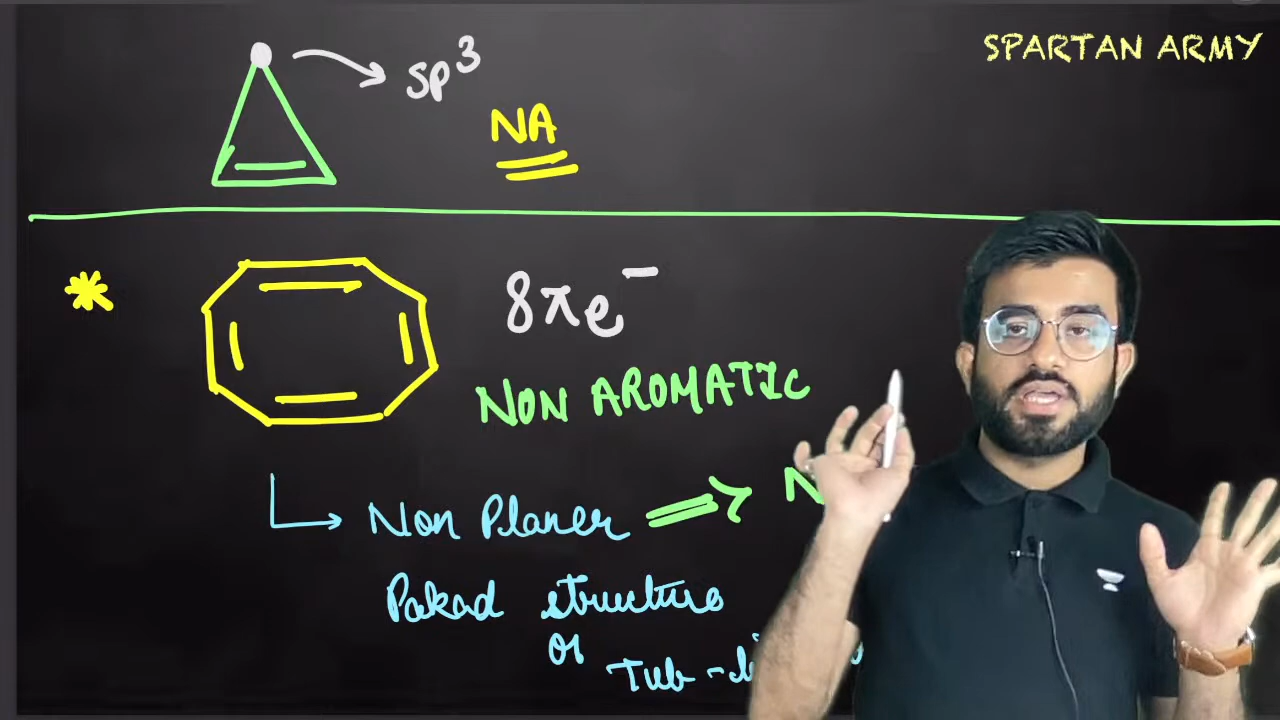 SPARTAN ARMY
sp³
NA
* 8πe⁻
NON AROMATIC
Non Planer ⇒
Pakad structure
or
Tub -